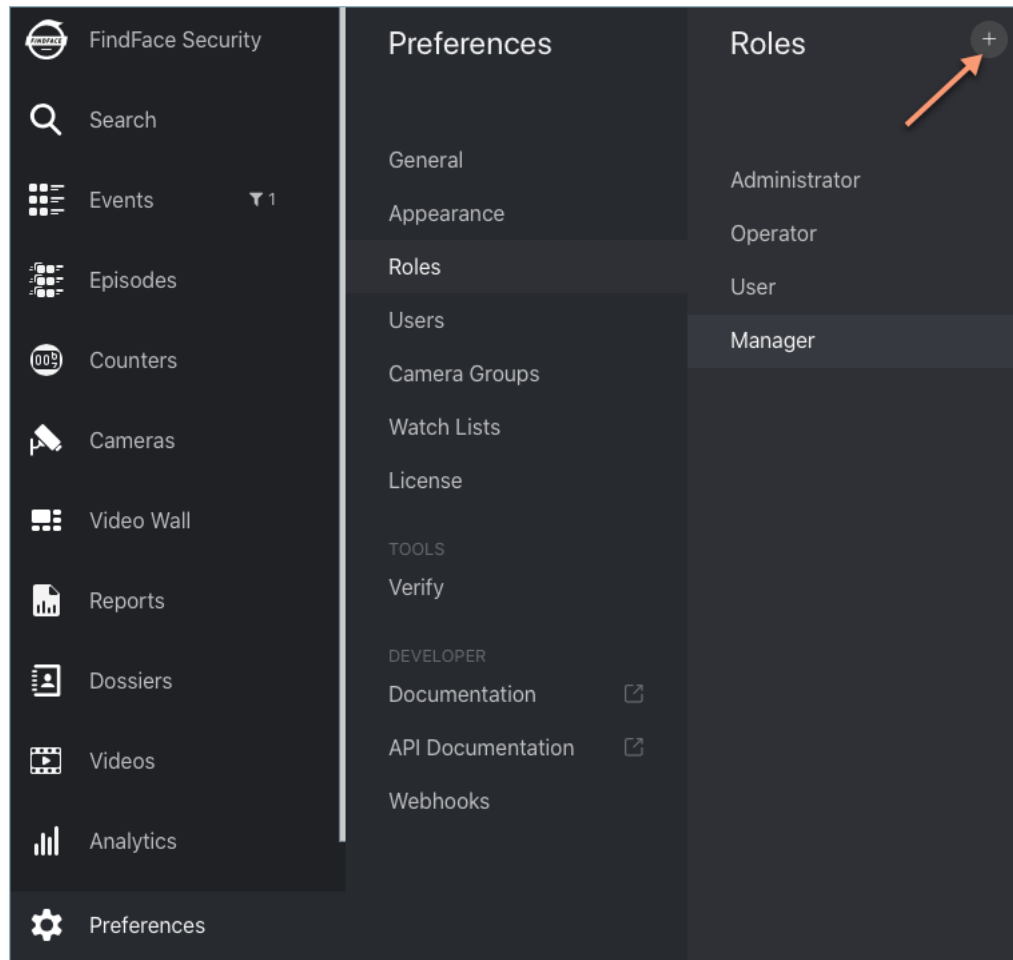 FINDFACE
FindFace Security
Search
Events 1
Episodes
Counters
Cameras
Video Wall
Reports
Dossiers
Videos
Analytics
Preferences
Preferences
General
Appearance
Roles
Users
Camera Groups
Watch Lists
License
TOOLS
Verify
DEVELOPER
Documentation
API Documentation
Webhooks
Roles +
Administrator
Operator
User
Manager